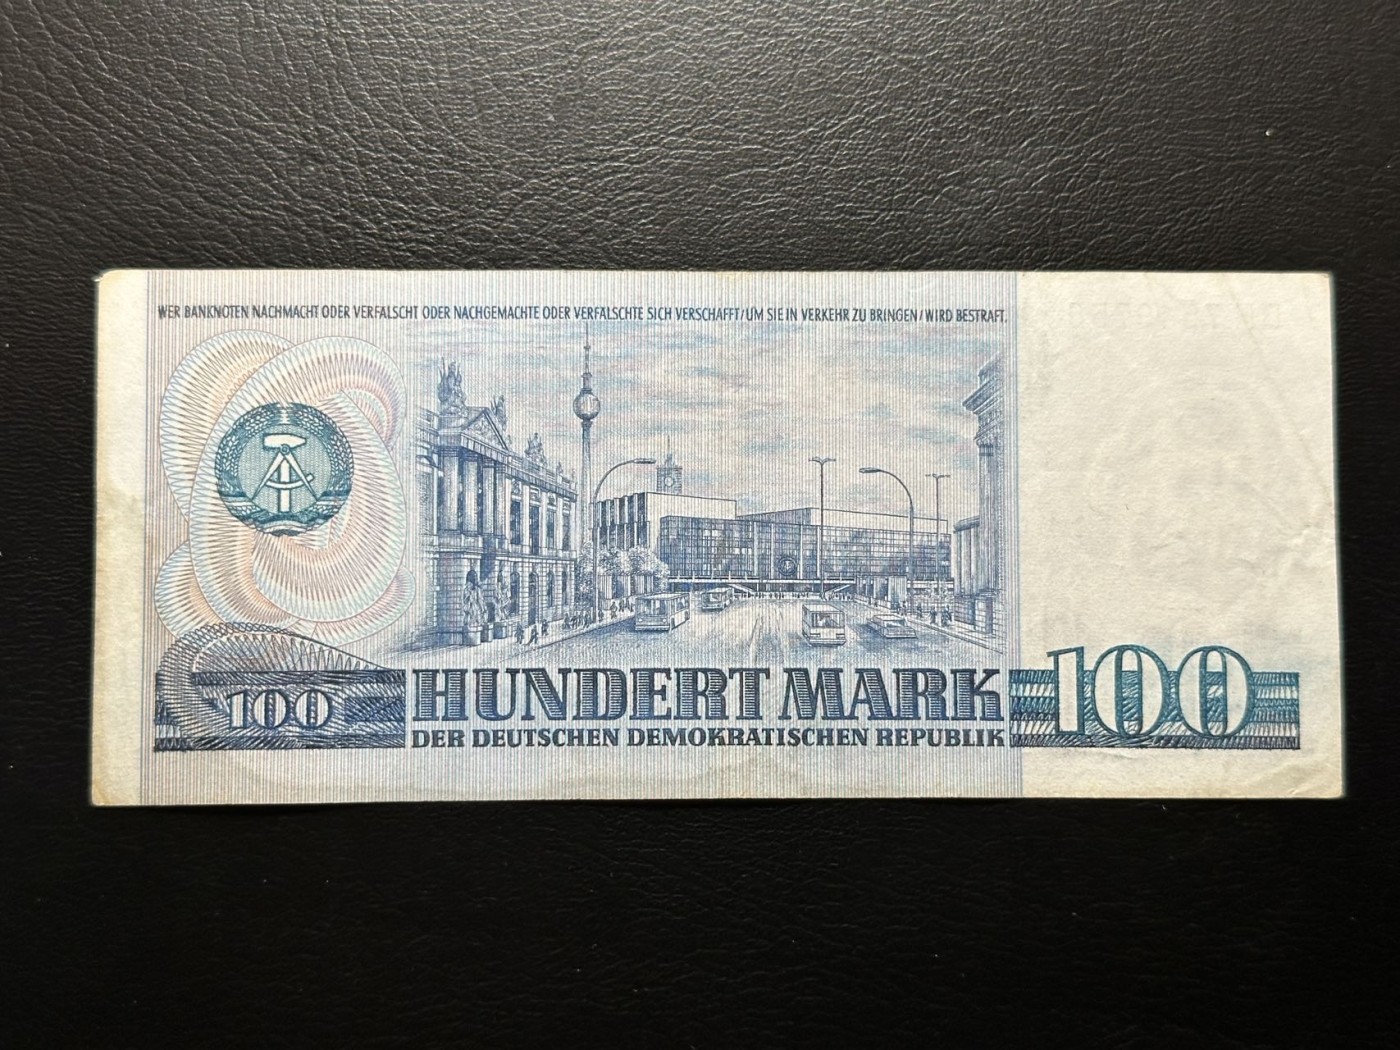 WER BANKNOTEN NACHMACHT ODER VERFÄLSCHT ODER NACHGEMACHTE ODER VERFÄLSCHTE SICH VERSCHAFFT/UM SIE IN VERKEHR ZU BRINGEN/WIRD BESTRAFT.
100 HUNDERT MARK 100
DER DEUTSCHEN DEMOKRATISCHEN REPUBLIK